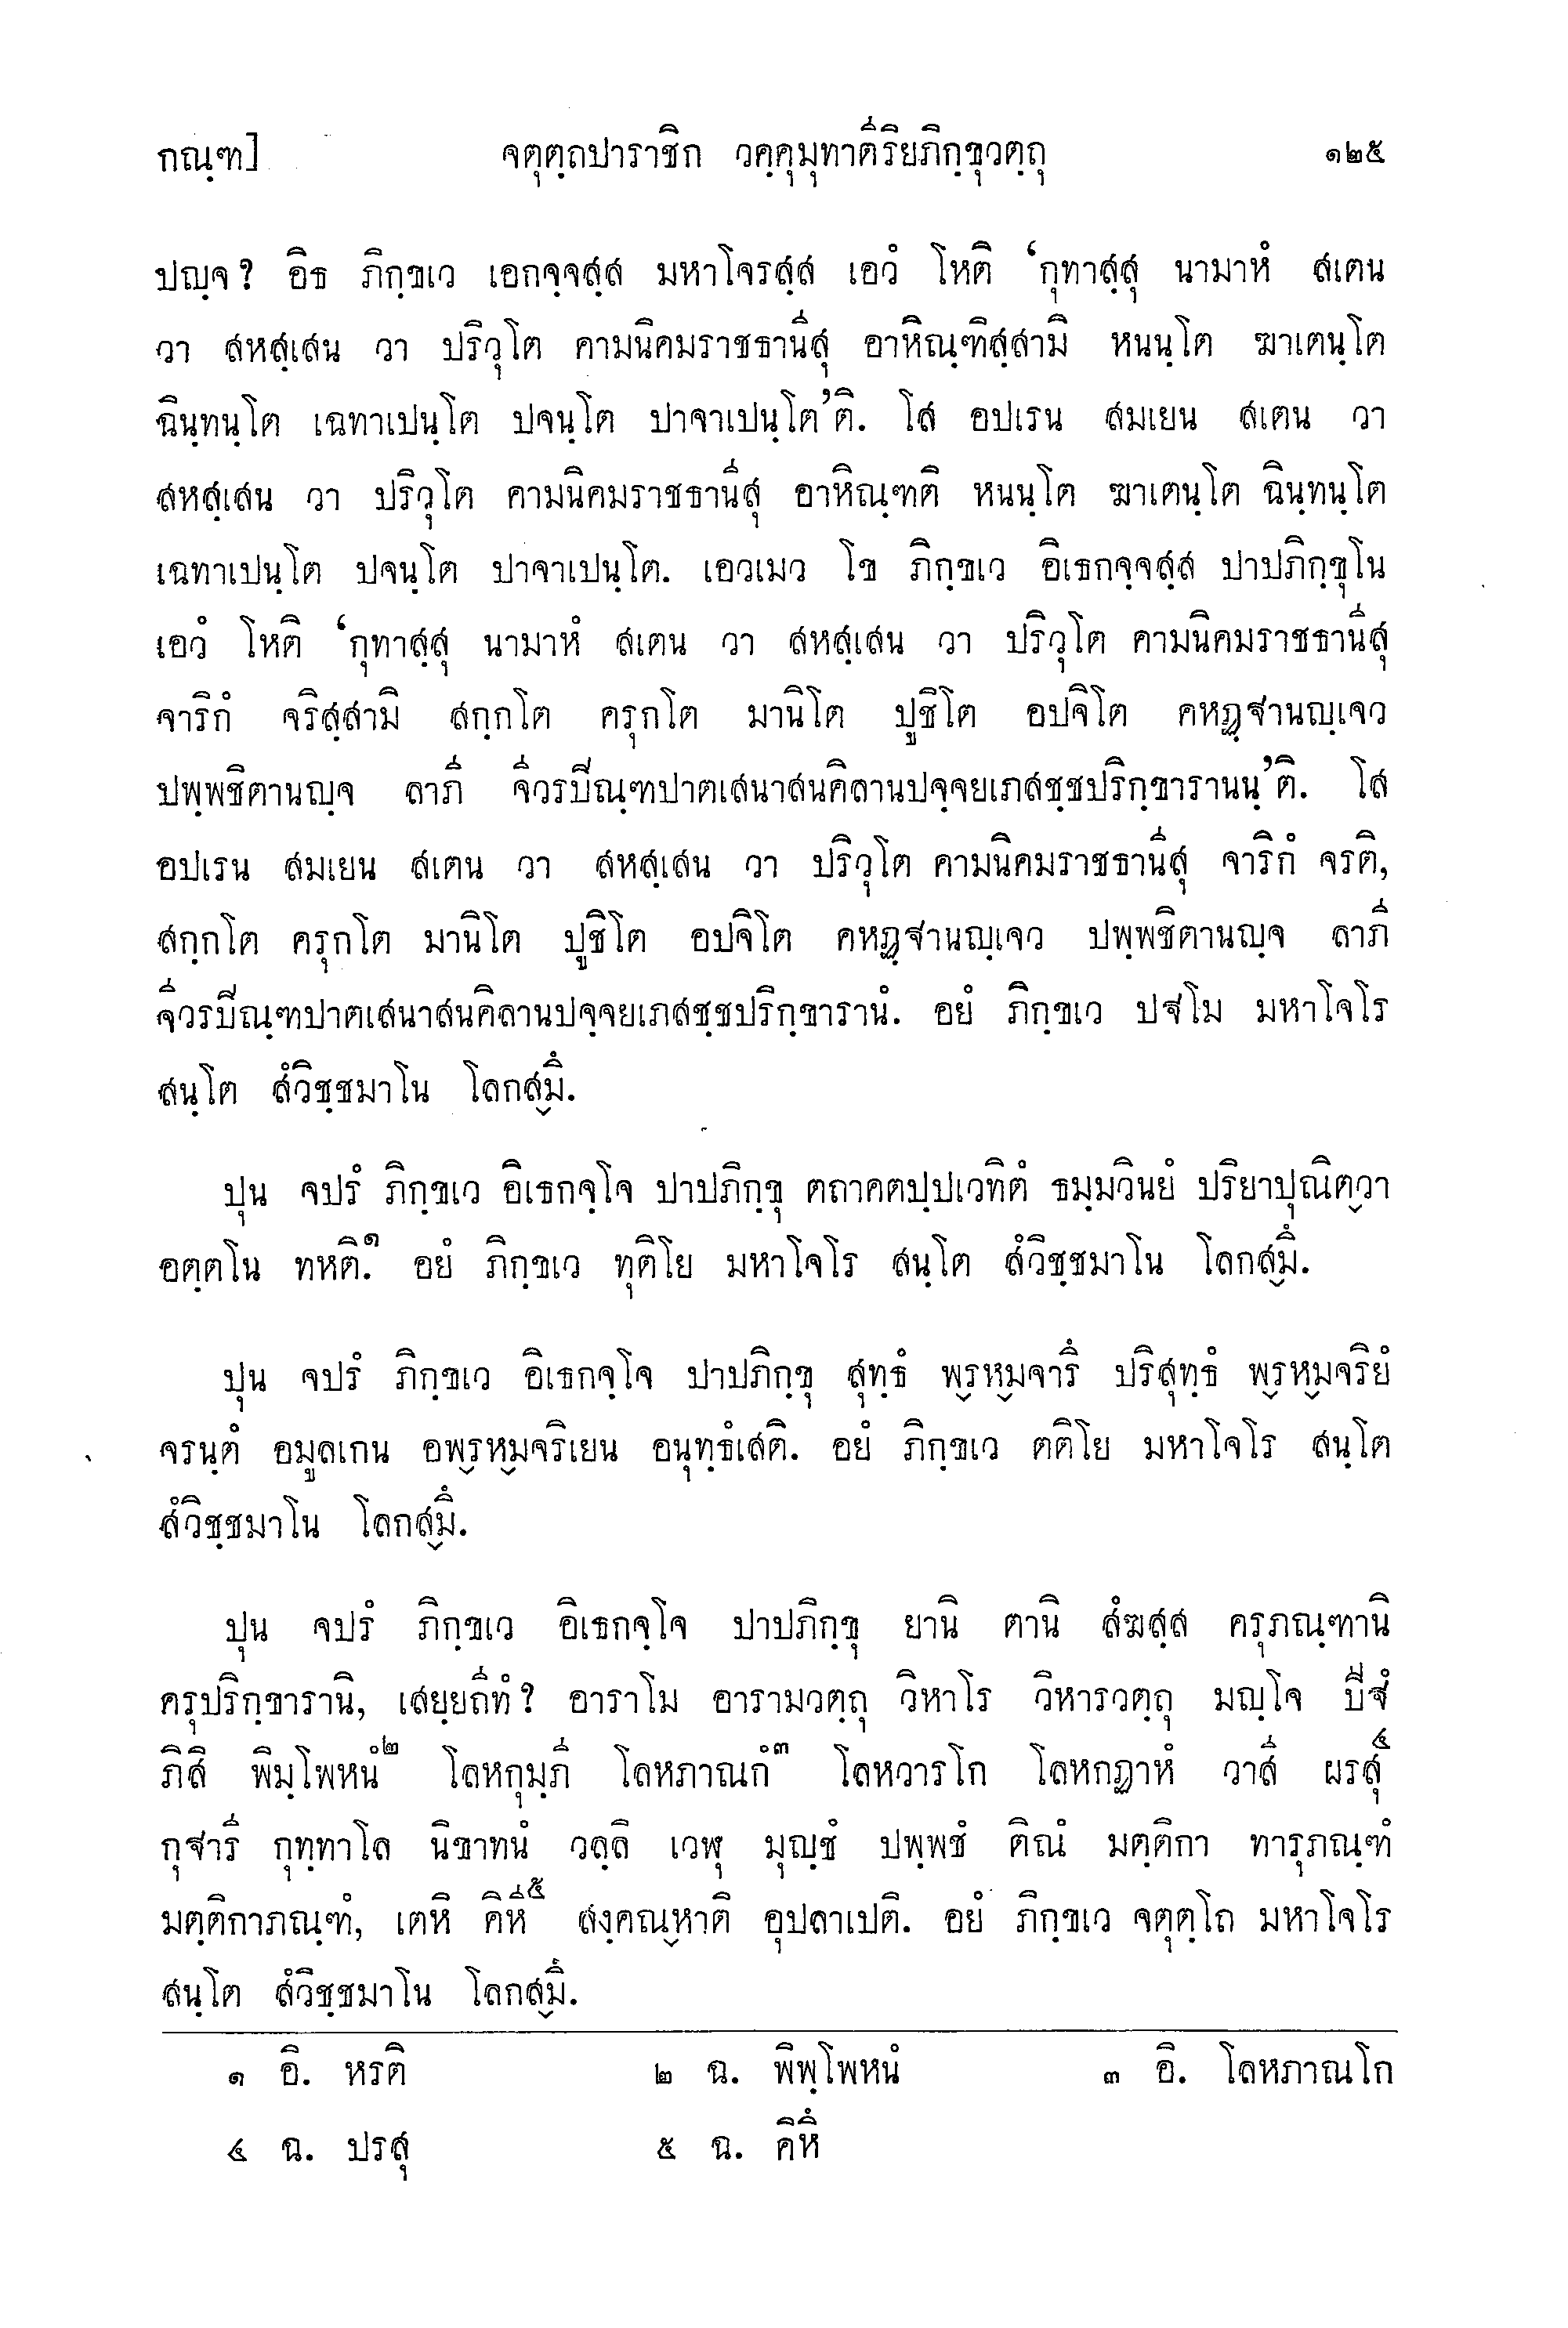 กณฺฑ] จตุตฺถปาราชิก วคฺคุมุทาตีริยภิกฺขุวตฺถุ ๑๒๕
ปญฺจ? อิธ ภิกฺขเว เอกจฺจสฺส มหาโจรสฺส เอวํ โหติ ‘กุทาสฺสุ นามาหํ สเตน
วา สหสฺเสน วา ปริวุโต คามนิคมราชธานีสุ อาหิณฺฑิสฺสามิ หนนฺโต ฆาเตนฺโต
ฉินฺทนฺโต เฉทาเปนฺโต ปจนฺโต ปาจาเปนฺโต’ติ. โส อปเรน สมเยน สเตน วา
สหสฺเสน วา ปริวุโต คามนิคมราชธานีสุ อาหิณฺฑติ หนนฺโต ฆาเตนฺโต ฉินฺทนฺโต
เฉทาเปนฺโต ปจนฺโต ปาจาเปนฺโต. เอวเมว โข ภิกฺขเว อิเธกจฺจสฺส ปาปภิกฺขุโน
เอวํ โหติ ‘กุทาสฺสุ นามาหํ สเตน วา สหสฺเสน วา ปริวุโต คามนิคมราชธานีสุ
จาริกํ จริสฺสามิ สกฺกโต ครุกโต มานิโต ปูชิโต อปจิโต คหฏฺฐานญฺเจว
ปพฺพชิตานญฺจ ลาภี จีวรปิณฺฑปาตเสนาสนคิลานปจฺจยเภสชฺชปริกฺขารานนฺ’ติ. โส
อปเรน สมเยน สเตน วา สหสฺเสน วา ปริวุโต คามนิคมราชธานีสุ จาริกํ จรติ,
สกฺกโต ครุกโต มานิโต ปูชิโต อปจิโต คหฏฺฐานญฺเจว ปพฺพชิตานญฺจ ลาภี
จีวรปิณฺฑปาตเสนาสนคิลานปจฺจยเภสชฺชปริกฺขารานํ. อยํ ภิกฺขเว ปฐโม มหาโจโร
สนฺโต สํวิชฺชมาโน โลกสฺมึ.
ปุน จปรํ ภิกฺขเว อิเธกจฺโจ ปาปภิกฺขุ ตถาคตปฺปเวทิตํ ธมฺมวินยํ ปริยาปุณิตฺวา
อตฺตโน ทหติ.๑ อยํ ภิกฺขเว ทุติโย มหาโจโร สนฺโต สํวิชฺชมาโน โลกสฺมึ.
ปุน จปรํ ภิกฺขเว อิเธกจฺโจ ปาปภิกฺขุ สุทฺธํ พฺรหฺมจารึ ปริสุทฺธํ พฺรหฺมจริยํ
จรนฺตํ อมูลเกน อพฺรหฺมจริเยน อนุทฺธํเสติ. อยํ ภิกฺขเว ตติโย มหาโจโร สนฺโต
สํวิชฺชมาโน โลกสฺมึ.
ปุน จปรํ ภิกฺขเว อิเธกจฺโจ ปาปภิกฺขุ ยานิ ตานิ สํฆสฺส ครุภณฺฑานิ
ครุปริกฺขารานิ, เสยฺยถีทํ? อาราโม อารามวตฺถุ วิหาโร วิหารวตฺถุ มญฺโจ ปีฐํ
ภิสิ พิมฺโพหนํ๒ โลหกุมฺภี โลหภาณกํ๓ โลหวารโก โลหกฏาหํ วาสี ผรสุ๔
กุฐารี กุทฺทาโล นิขาทนํ วลฺลิ เวฬุ มุญฺชํ ปพฺพชํ ติณํ มตฺติกา ทารุภณฺฑํ
มตฺติกาภณฺฑํ, เตหิ คิหี๕ สงฺคณฺหาติ อุปลาเปติ. อยํ ภิกฺขเว จตุตฺโถ มหาโจโร
สนฺโต สํวิชฺชมาโน โลกสฺมึ.
๑ อิ. หรติ ๒ ฉ. พิพฺโพหนํ ๓ อิ. โลหภาณโก
๔ ฉ. ปรสุ ๕ ฉ. คิหึ